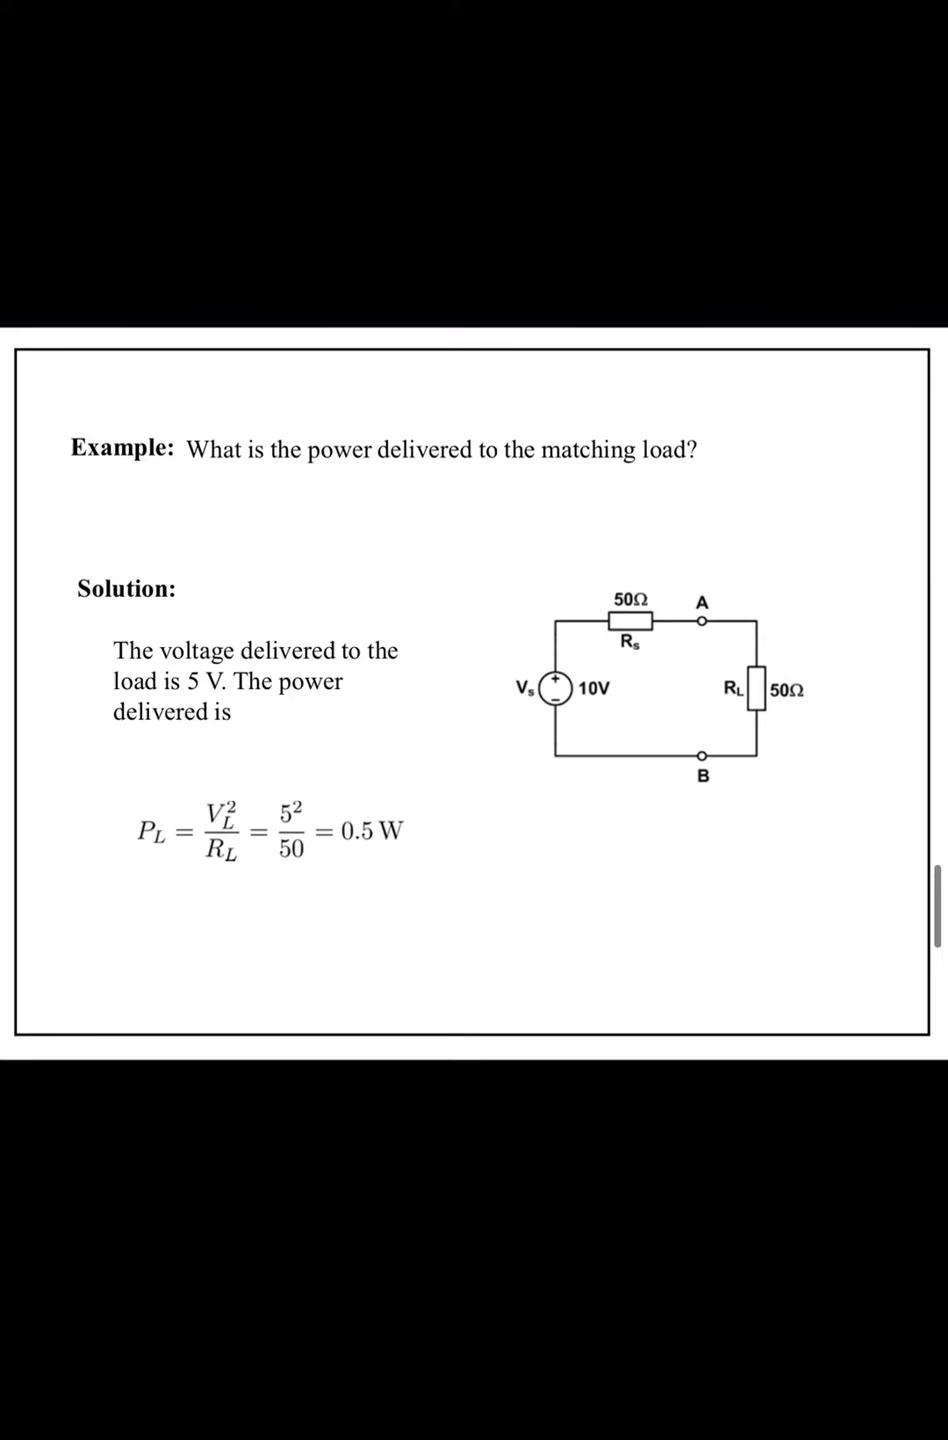 Example: What is the power delivered to the matching load?
Solution:
The voltage delivered to the
load is 5 V. The power
delivered is
P_L = V_L^2 / R_L = 5^2 / 50 = 0.5 W
50Ω
A
R_s
V_s
+
−
10V
R_L
50Ω
B